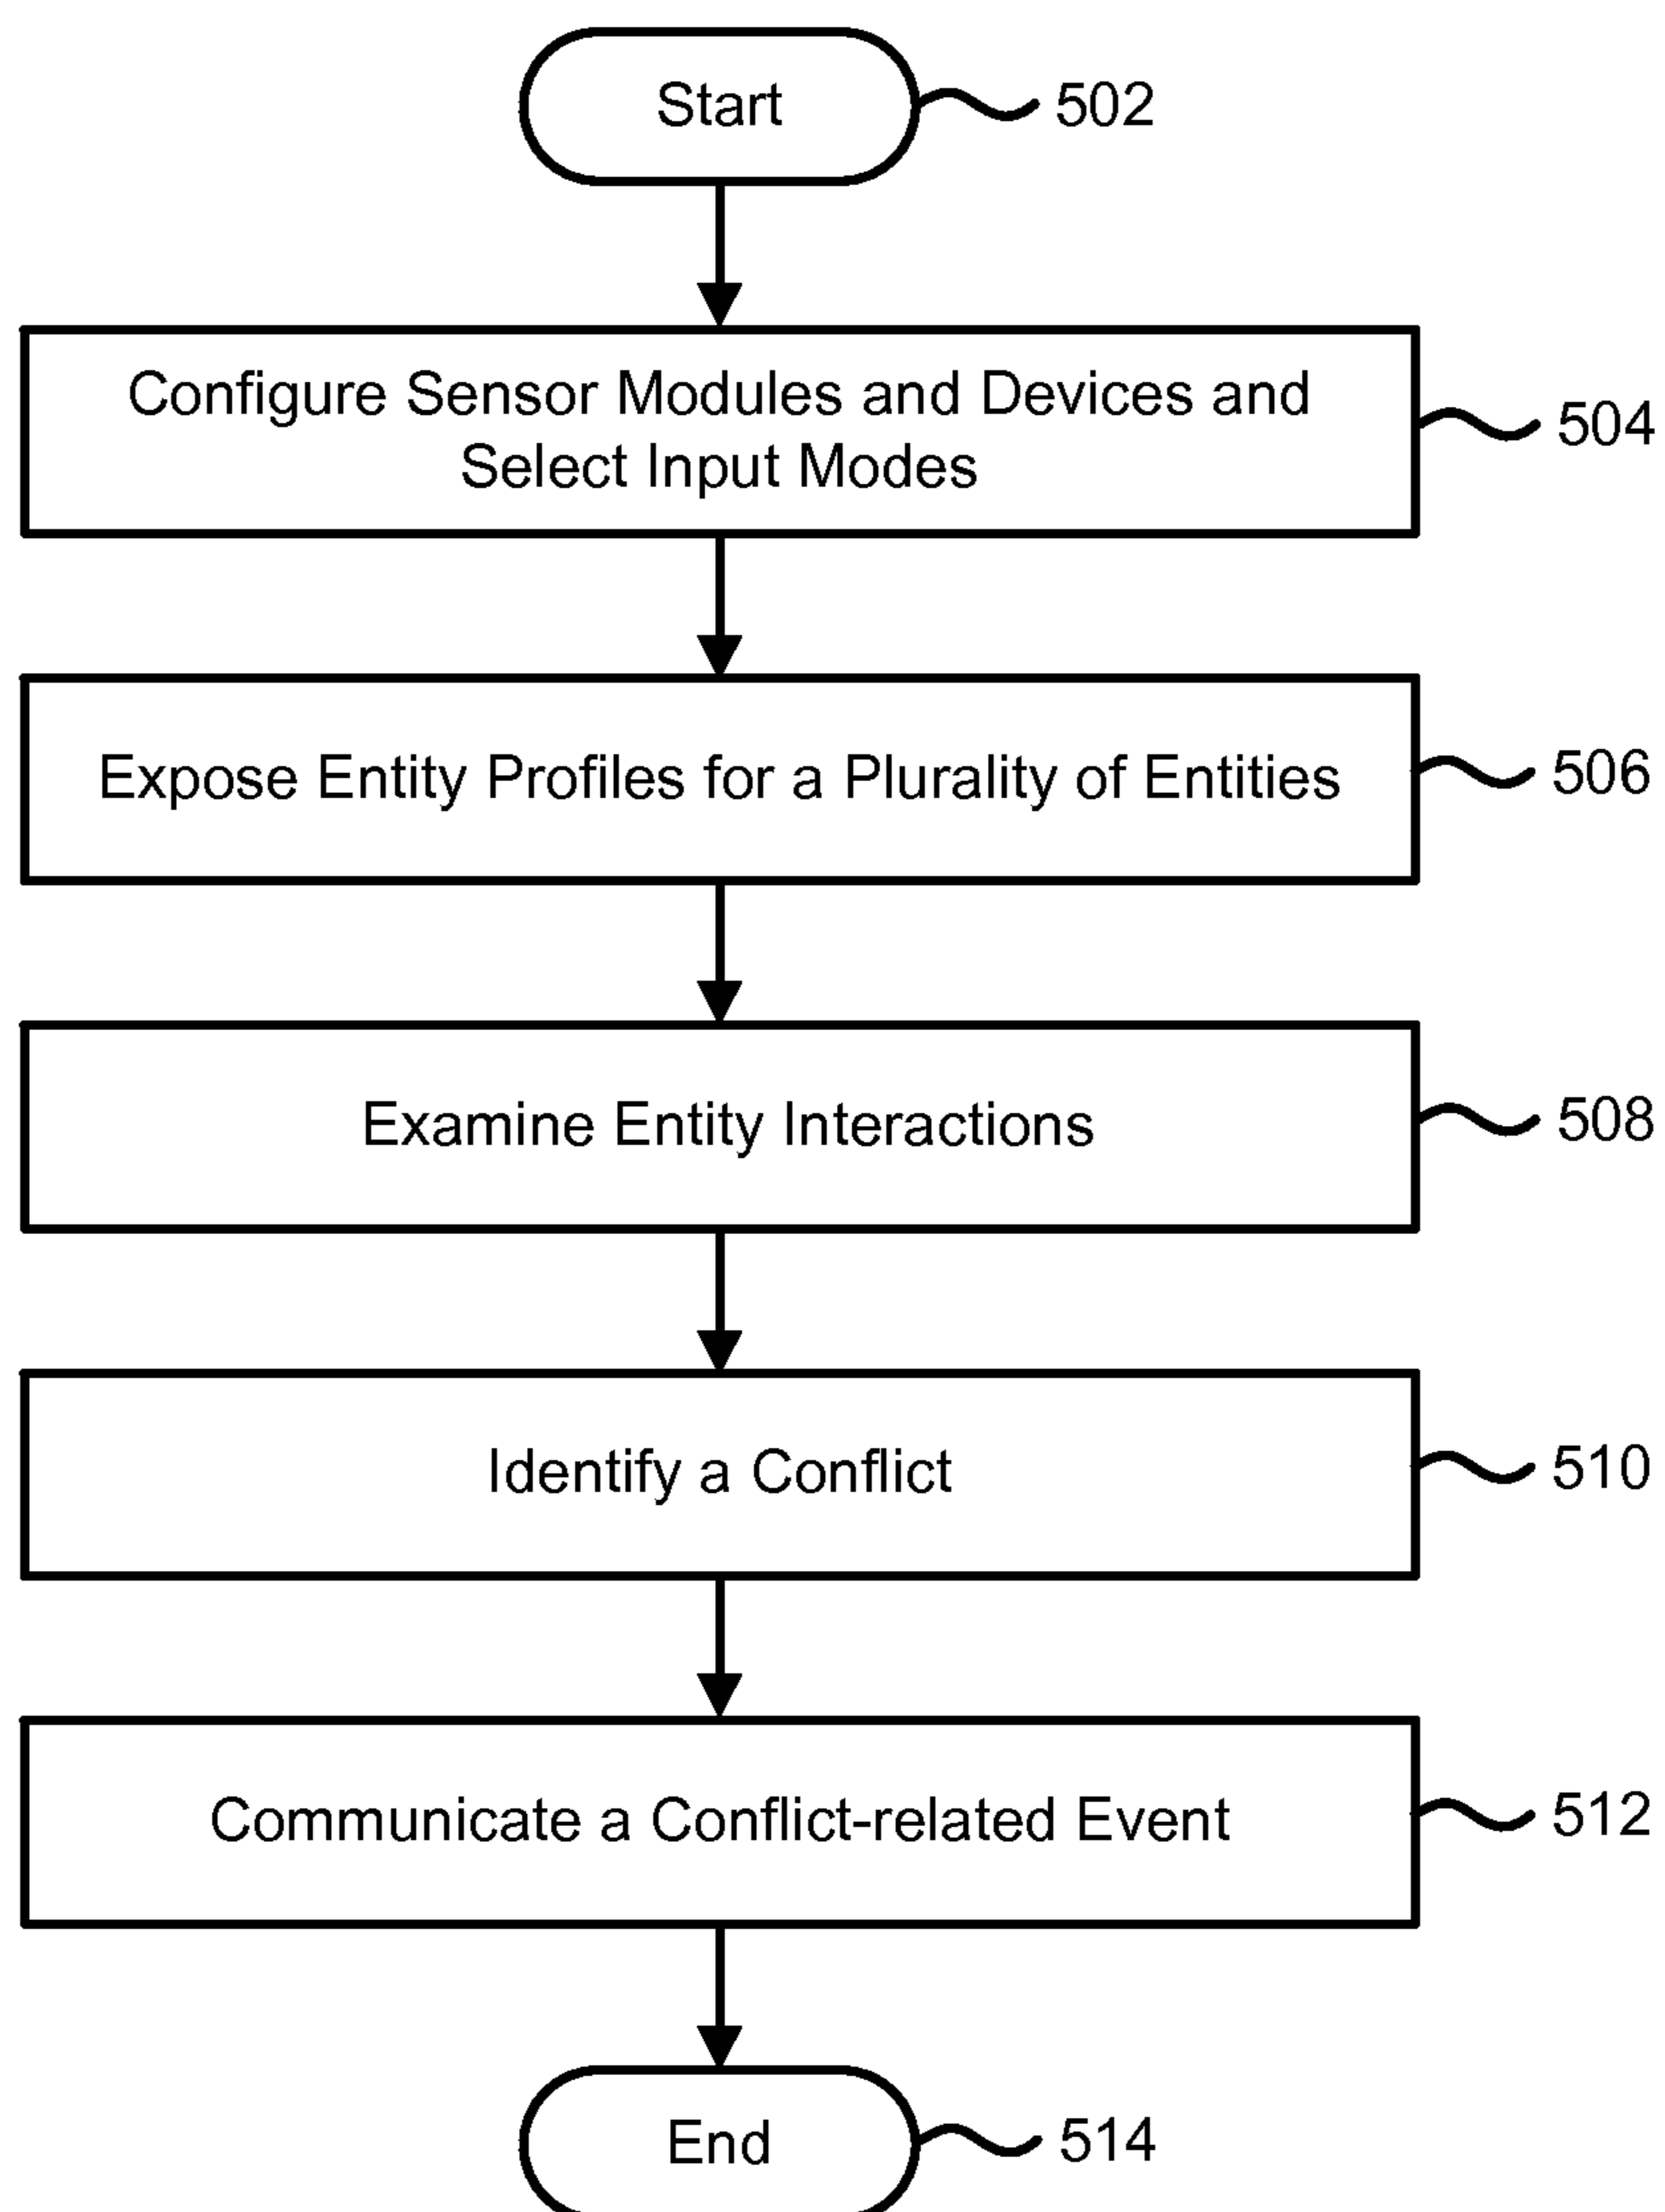 Start
502
Configure Sensor Modules and Devices and
Select Input Modes
504
Expose Entity Profiles for a Plurality of Entities
506
Examine Entity Interactions
508
Identify a Conflict
510
Communicate a Conflict-related Event
512
End
514